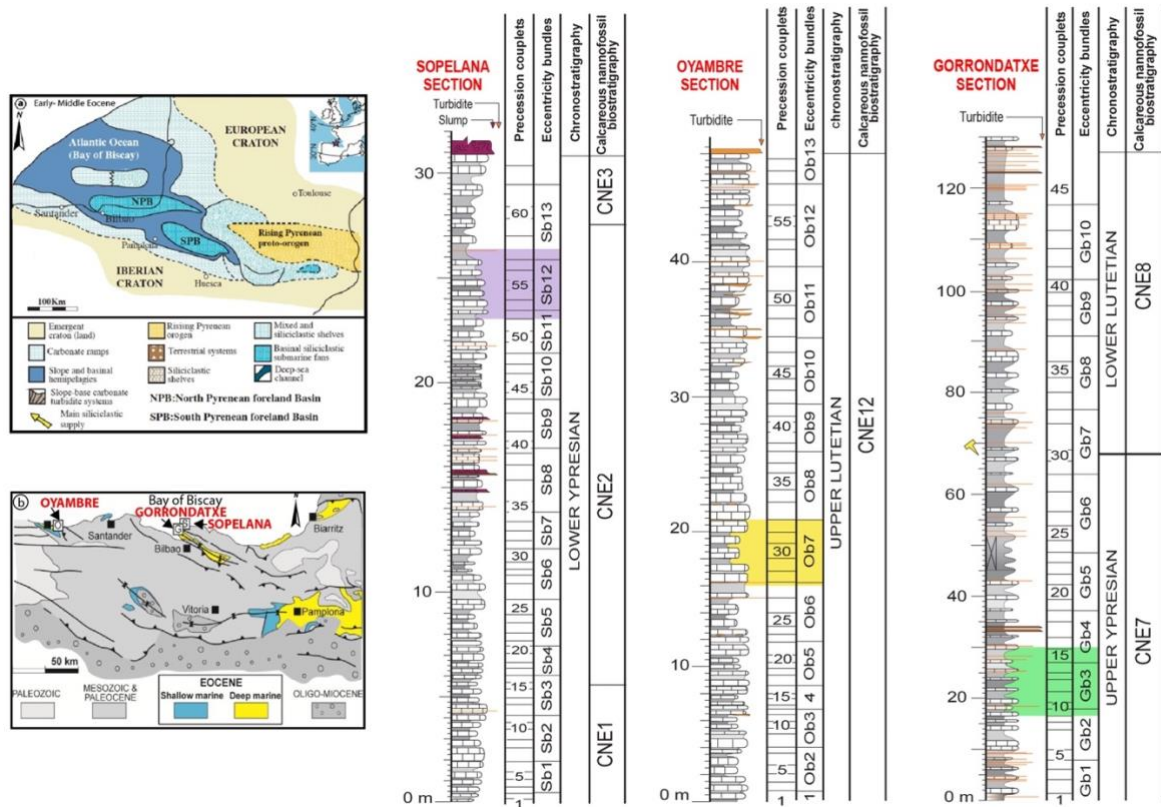 a Early- Middle Eocene
N
EUROPEAN
CRATON
Atlantic Ocean
(Bay of Biscay)
Toulouse
NPB
Santander
Bilbao
Rising Pyrenean
proto-orogen
Pamplona
SPB
IBERIAN
CRATON
Huesca
100Km
Emergent
craton (land)
Rising Pyrenean
orogen
Mixed and
siliciclastic shelves
Carbonate ramps
Terrestrial systems
Basinal siliciclastic
submarine fans
Slope and basinal
hemipelagics
Siliciclastic
shelves
Deep-sea
channel
Slope-base carbonate
turbidite systems
NPB:North Pyrenean foreland Basin
Main siliciclastic
supply
SPB:South Pyrenean foreland Basin
b
OYAMBRE
Bay of Biscay
GORRONDATXE
SOPELANA
N
O
G
S
Santander
Biarritz
Bilbao
Vitoria
Pamplona
50 km
EOCENE
Shallow marine Deep marine
PALEOZOIC
MESOZOIC &
PALEOCENE
OLIGO-MIOCENE
SOPELANA
SECTION
Turbidite
Slump
Precession couplets
Eccentricity bundles
Chronostratigraphy
Calcareous nannofossil
biostratigraphy
30
20
10
0 m
60
55
50
45
40
35
30
25
20
15
10
5
1
Sb13
Sb12
Sb11
Sb10
Sb9
Sb8
Sb7
Sb6
Sb5
Sb4
Sb3
Sb2
Sb1
LOWER YPRESIAN
CNE3
CNE2
CNE1
OYAMBRE
SECTION
Turbidite
Precession couplets
Eccentricity bundles
chronostratigraphy
Calcareous nannofossil
biostratigraphy
40
30
20
10
0 m
55
50
45
40
35
30
25
20
15
10
5
1
Ob13
Ob12
Ob11
Ob10
Ob9
Ob8
Ob7
Ob6
Ob5
4
Ob3
Ob2
1
UPPER LUTETIAN
CNE12
GORRONDATXE
SECTION
Turbidite
Precession couplets
Eccentricity bundles
Chronostratigraphy
Calcareous nannofossil
biostratigraphy
120
100
80
60
40
20
0 m
45
40
35
30
25
20
15
10
5
1
Gb10
Gb9
Gb8
Gb7
Gb6
Gb5
Gb4
Gb3
Gb2
Gb1
LOWER LUTETIAN
UPPER YPRESIAN
CNE8
CNE7